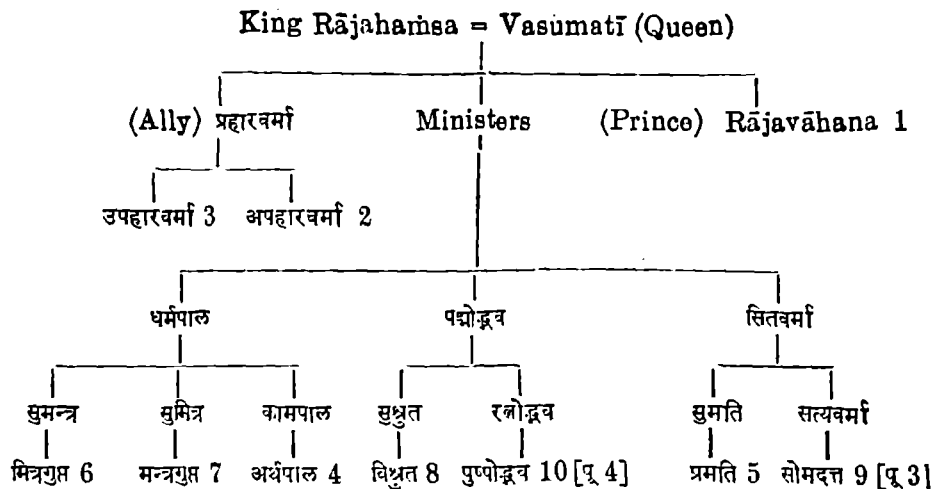 King Rājahaṁsa = Vasumatī (Queen)
(Ally) प्रहारवर्मा Ministers (Prince) Rājavāhana 1
उपहारवर्मा 3 अपहारवर्मा 2
धर्मपाल पद्मोद्भव सितवर्मा
सुमन्त्र सुमित्र कामपाल सुश्रुत रत्नोद्भव सुमति सत्यवर्मा
मित्रगुप्त 6 मन्त्रगुप्त 7 अर्थपाल 4 विश्रुत 8 पुष्पोद्भव 10 [पू 4] प्रमति 5 सोमदत्त 9 [पू 3]